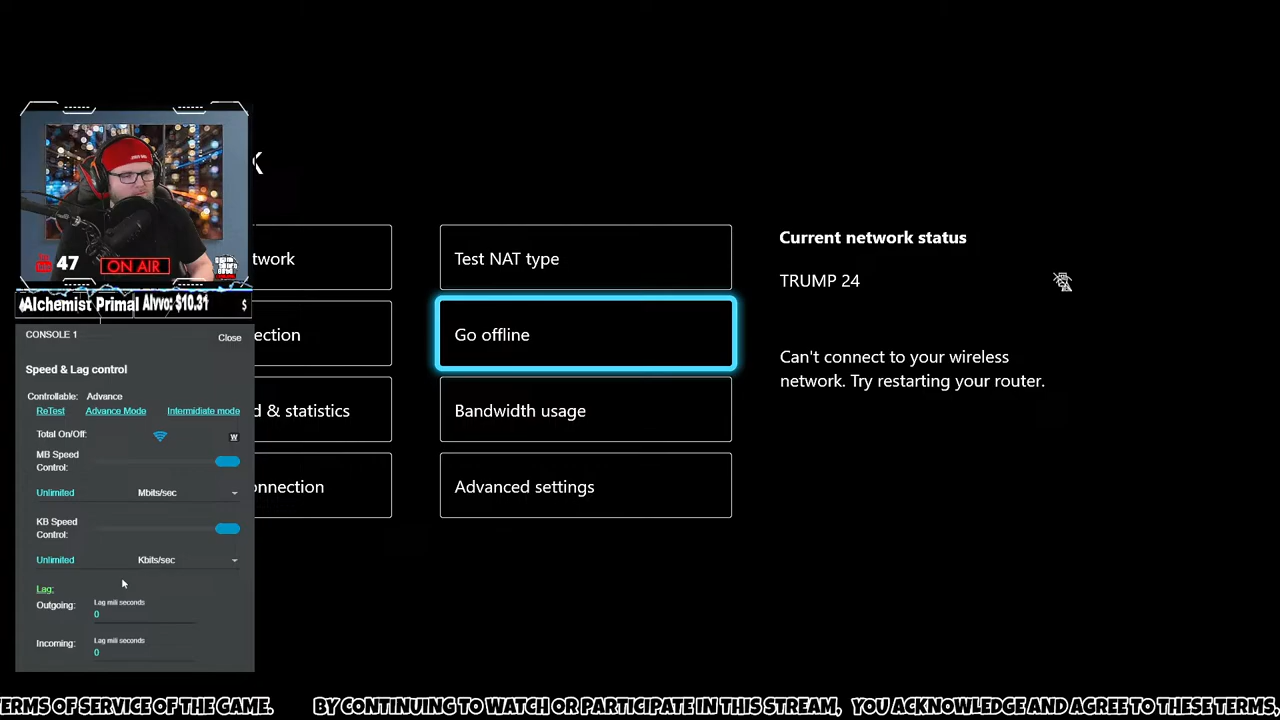 47
ON AIR
Alchemist Primal Alvvo: $10.31
$
CONSOLE 1
Close
Speed & Lag control
Controllable: Advance
ReTest Advance Mode Intermidiate mode
Total On/Off:
W
MB Speed
Control:
Unlimited Mbits/sec
KB Speed
Control:
Unlimited Kbits/sec
Lag:
Outgoing: Lag mili seconds
0
Incoming: Lag mili seconds
0
K
twork
ection
d & statistics
onnection
Test NAT type
Go offline
Bandwidth usage
Advanced settings
Current network status
TRUMP 24
Can't connect to your wireless
network. Try restarting your router.
TERMS OF SERVICE OF THE GAME. BY CONTINUING TO WATCH OR PARTICIPATE IN THIS STREAM, YOU ACKNOWLEDGE AND AGREE TO THESE TERMS,